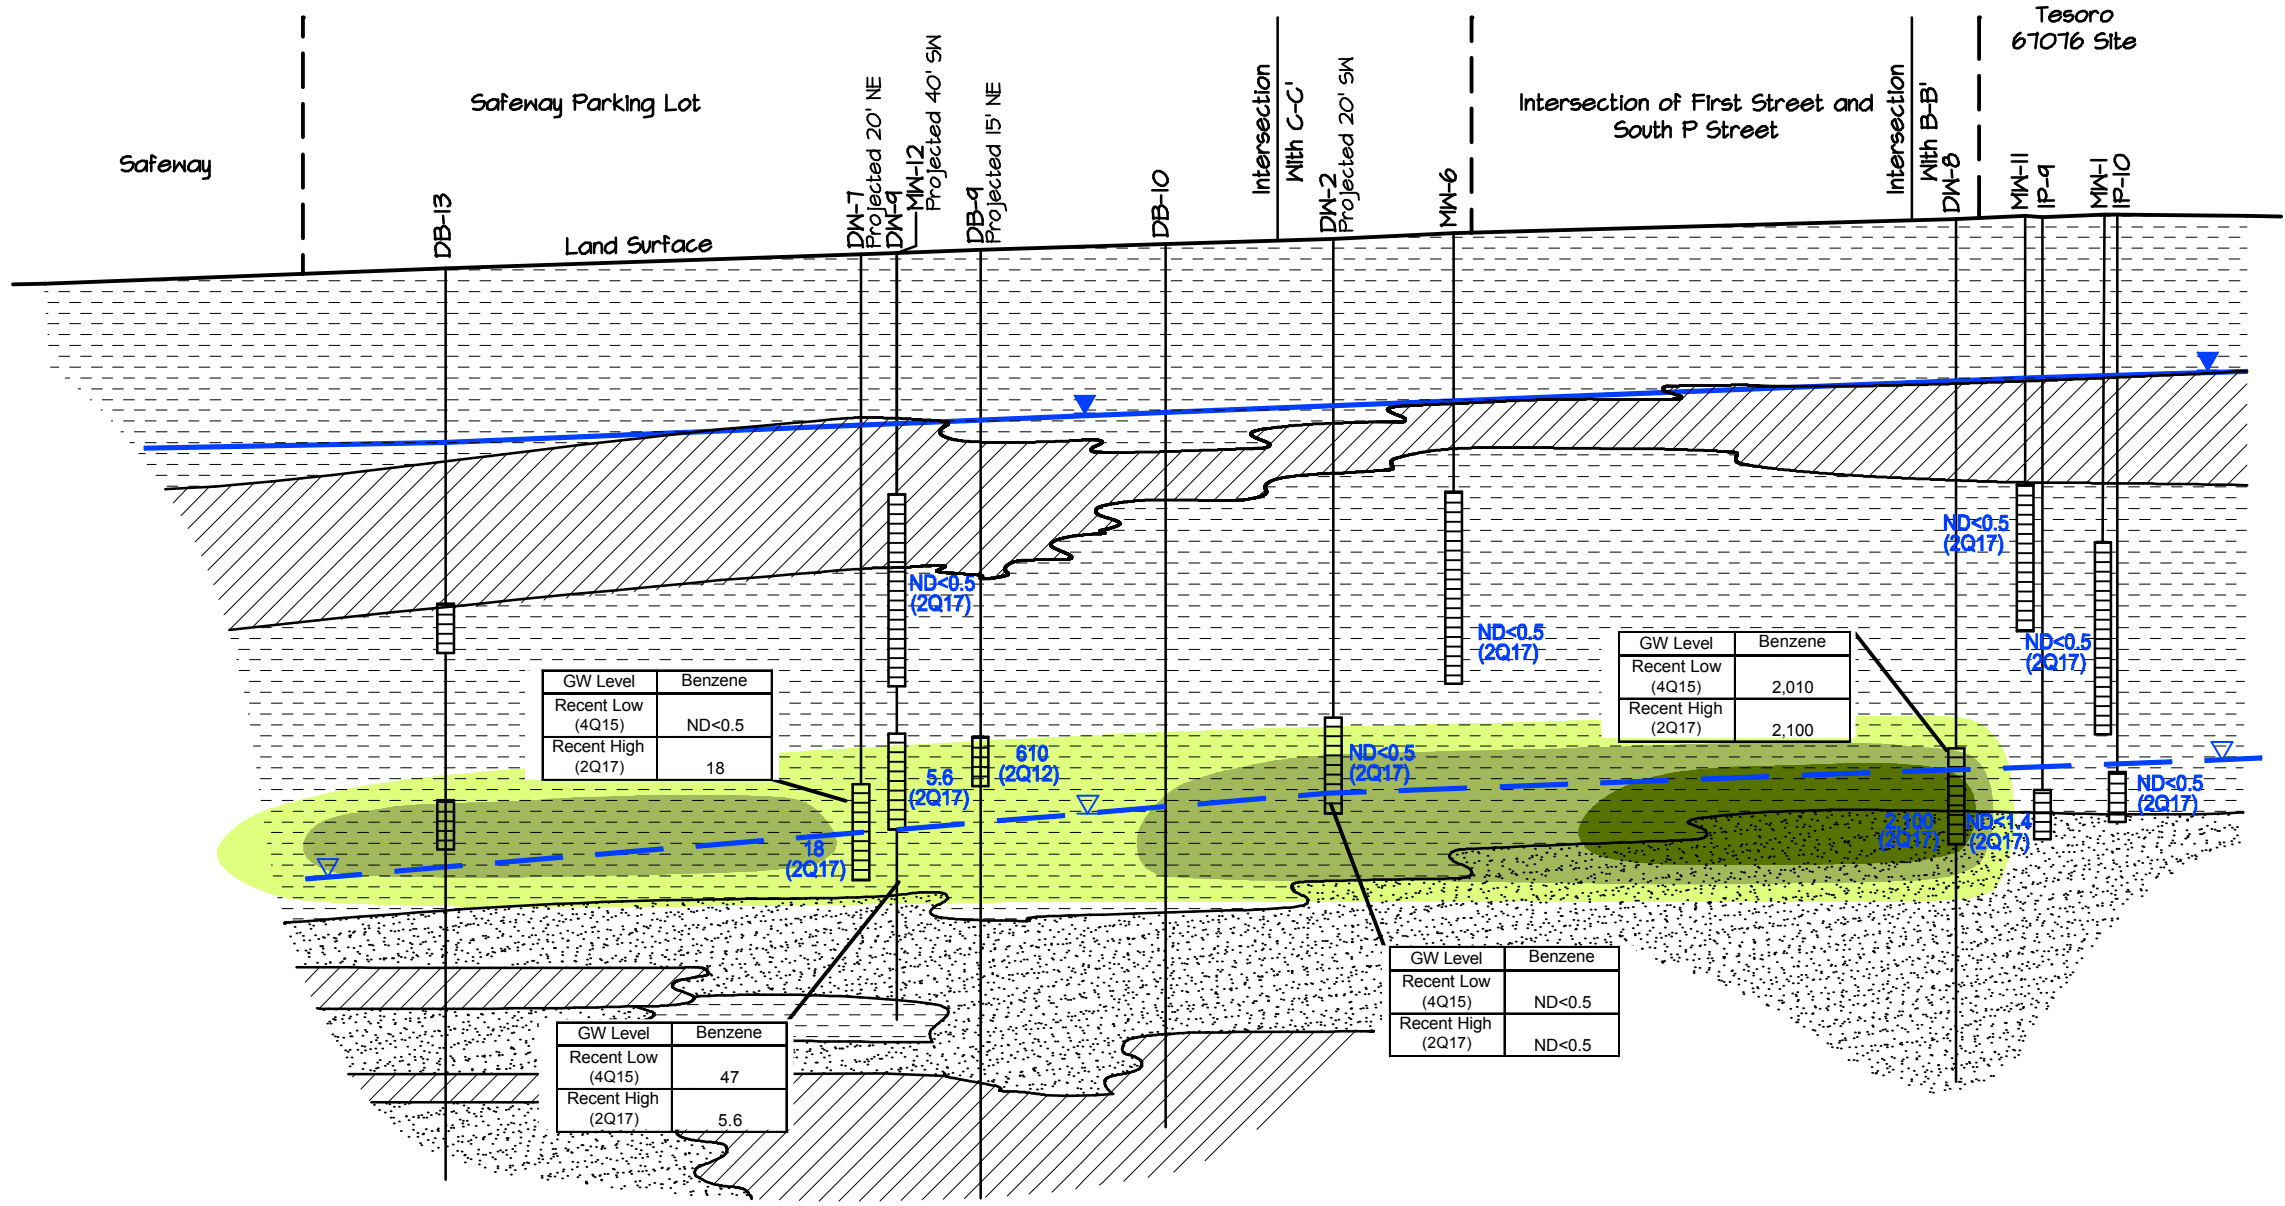 Tesoro
67076 Site
Safeway Parking Lot
Safeway
Intersection of First Street and
South P Street
Intersection
With C-C'
Intersection
With B-B'
Land Surface
DB-13
DW-7
Projected 20' NE
DW-9
MW-12
Projected 40' SW
DB-9
Projected 15' NE
DB-10
DW-2
Projected 20' SW
MW-6
DW-8
MW-11
IP-9
MW-1
IP-10
ND<0.5
(2Q17)
ND<0.5
(2Q17)
ND<0.5
(2Q17)
ND<0.5
(2Q17)
GW Level Benzene
Recent Low
(4Q15) ND<0.5
Recent High
(2Q17) 18
GW Level Benzene
Recent Low
(4Q15) 2,010
Recent High
(2Q17) 2,100
5.6
(2Q17)
610
(2Q12)
ND<0.5
(2Q17)
ND<0.5
(2Q17)
18
(2Q17)
2,100
(2Q17)
ND<1.4
(2Q17)
GW Level Benzene
Recent Low
(4Q15) ND<0.5
Recent High
(2Q17) ND<0.5
GW Level Benzene
Recent Low
(4Q15) 47
Recent High
(2Q17) 5.6